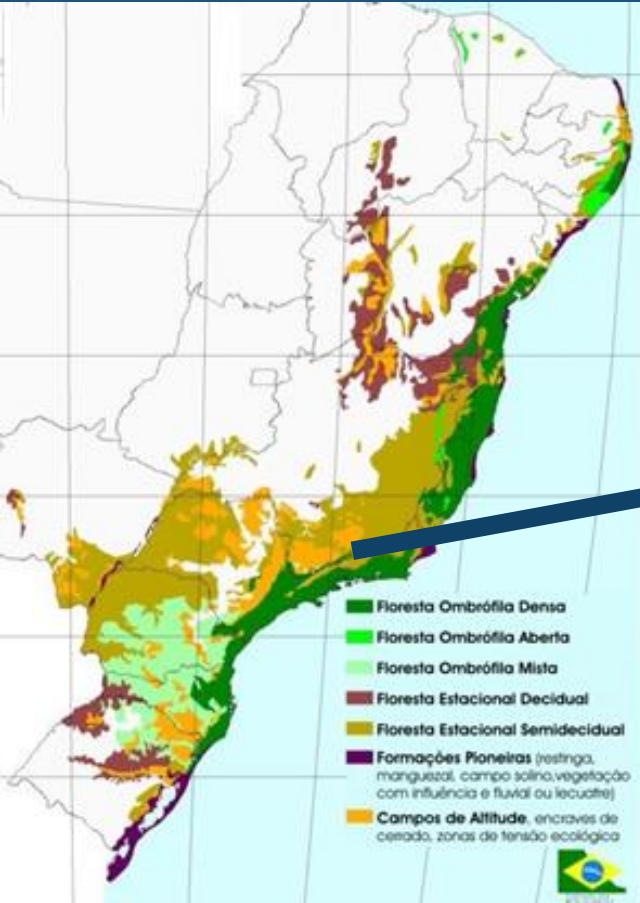 Floresta Ombrófila Densa
Floresta Ombrófila Aberta
Floresta Ombrófila Mista
Floresta Estacional Decidual
Floresta Estacional Semidecidual
Formações Pioneiras (restinga,
manguezal, campo salino,vegetação
com influência e fluvial ou lecuatre)
Campos de Altitude, encraves de
cerrado, zonas de tensão ecológica